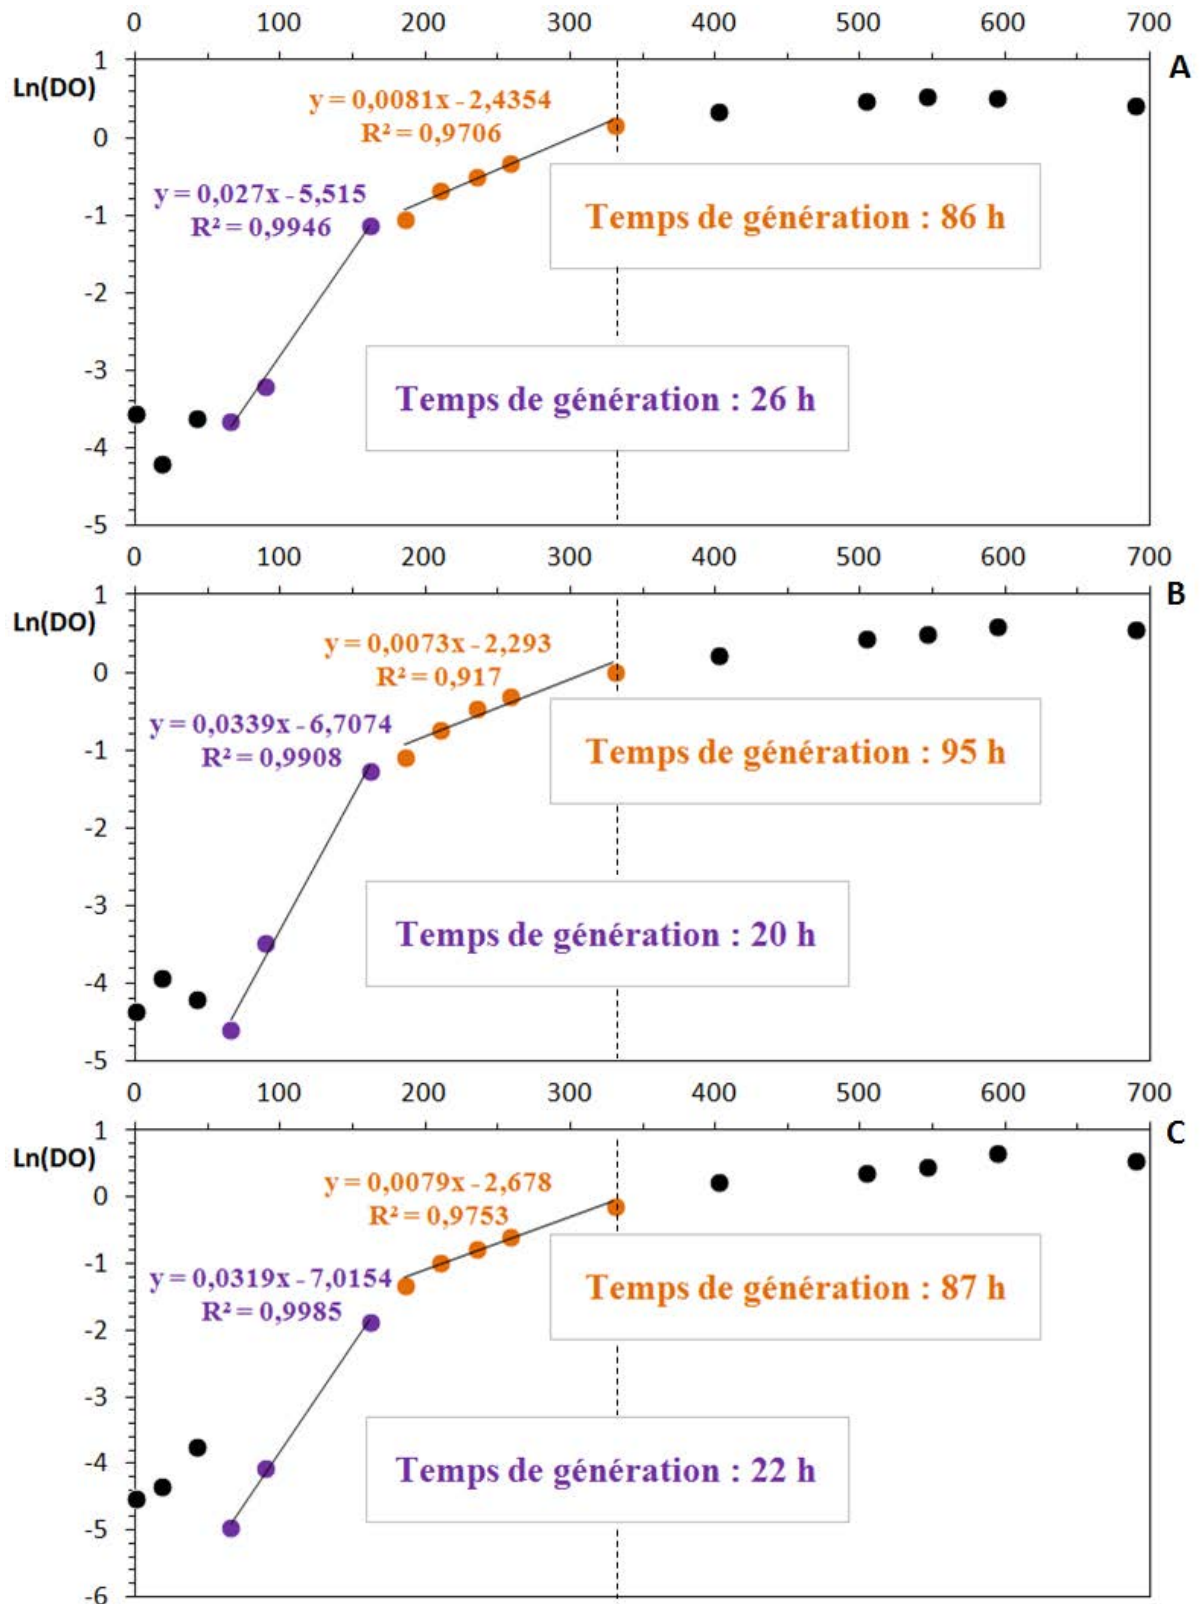 0 100 200 300 400 500 600 700
A
1
Ln(DO)
y = 0,0081x - 2,4354
R² = 0,9706
0
y = 0,027x - 5,515
R² = 0,9946
Temps de génération : 86 h
-1
-2
-3
Temps de génération : 26 h
-4
-5
0 100 200 300 400 500 600 700
B
1
Ln(DO)
y = 0,0073x - 2,293
R² = 0,917
0
y = 0,0339x - 6,7074
R² = 0,9908
Temps de génération : 95 h
-1
-2
-3
Temps de génération : 20 h
-4
-5
0 100 200 300 400 500 600 700
C
1
Ln(DO)
y = 0,0079x - 2,678
R² = 0,9753
0
-1
y = 0,0319x - 7,0154
R² = 0,9985
Temps de génération : 87 h
-2
-3
-4
Temps de génération : 22 h
-5
-6